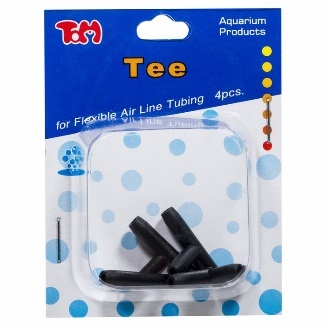 TOM
Aquarium
Products
Tee
for Flexible Air Line Tubing 4pcs.